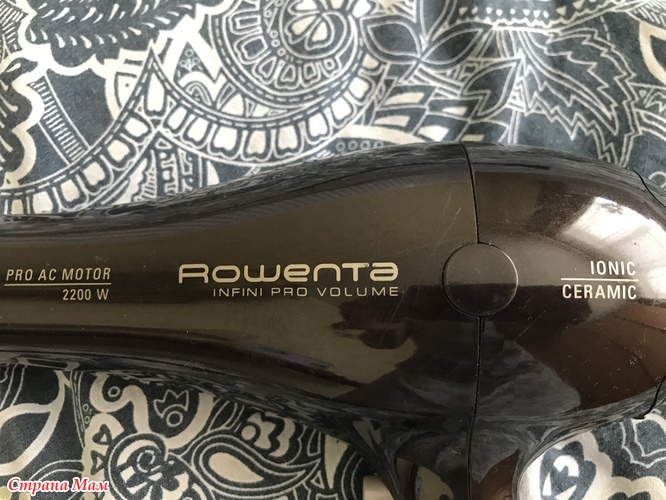 PRO AC MOTOR
2200 W
Rowenta
INFINI PRO VOLUME
IONIC
CERAMIC
Страна Мам